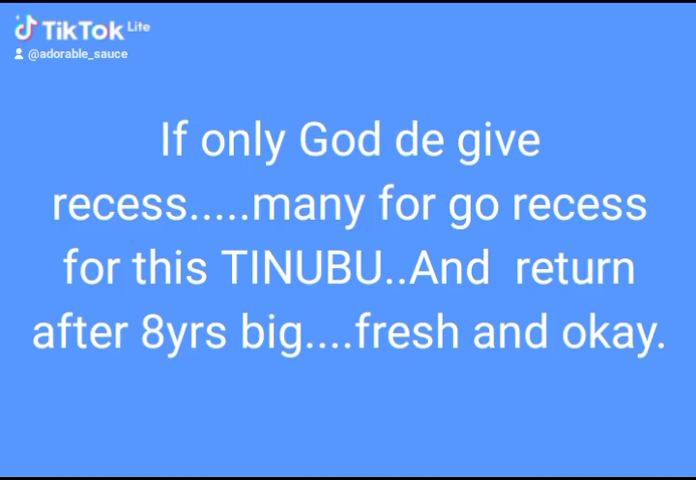 TikTok Lite
@adorable_sauce
If only God de give
recess.....many for go recess
for this TINUBU..And  return
after 8yrs big....fresh and okay.